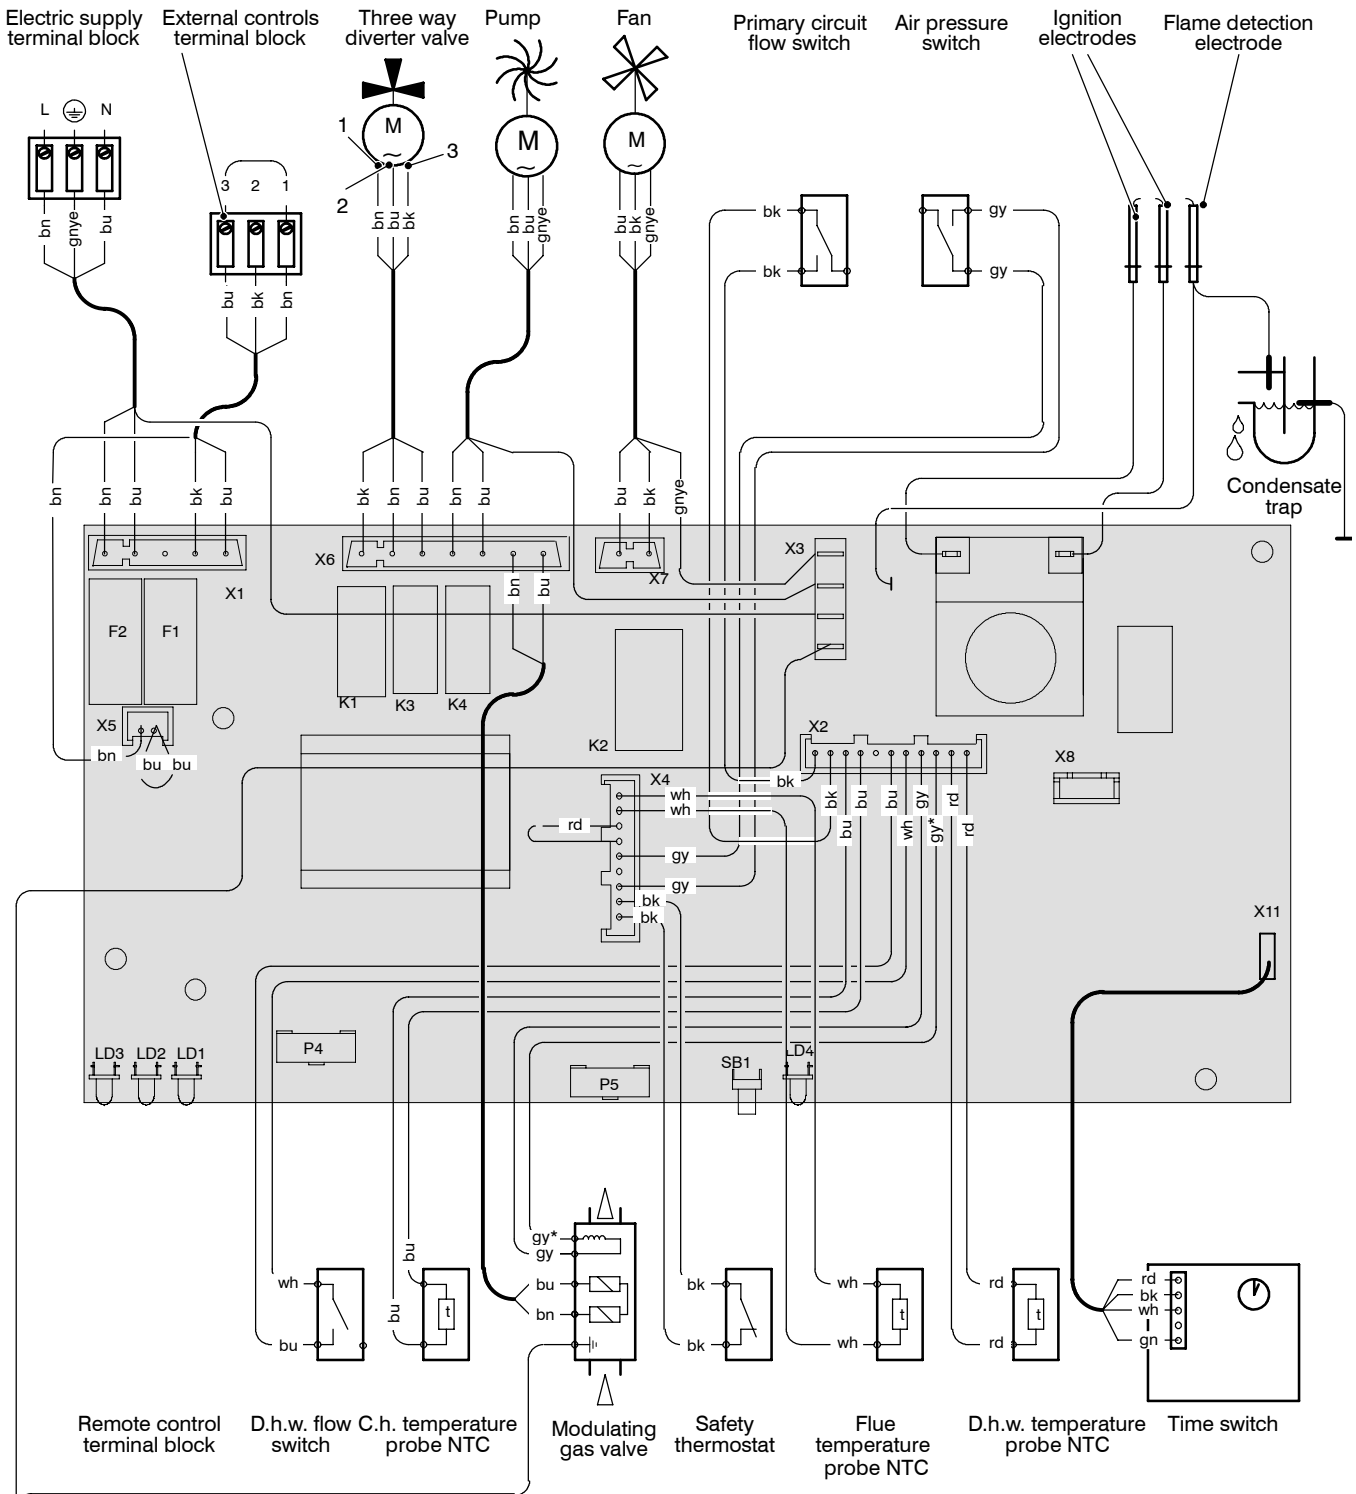 Electric supply
terminal block
External controls
terminal block
Three way
diverter valve
Pump
Fan
Primary circuit
flow switch
Air pressure
switch
Ignition
electrodes
Flame detection
electrode
L
N
3 2 1
M
~
1
2
3
M
~
M
~
bn
gnye
bu
bu
bk
bn
bn
bu
bk
bn
bu
gnye
bu
bk
gnye
bk
bk
gy
gy
Condensate
trap
bn
bn
bu
bk
bu
bk
bn
bu
bn
bu
bu
bk
gnye
X1
X6
X7
X3
bn
bu
F2
F1
K1
K3
K4
K2
X5
bn
bu
bu
X4
X2
X8
X11
wh
wh
rd
gy
gy
bk
bk
bk
bk
bu
bu
bu
wh
gy
gy*
rd
rd
LD3
LD2
LD1
P4
P5
SB1
LD4
wh
bu
bu
bu
t
gy*
gy
bu
bn
bk
bk
wh
wh
t
rd
rd
t
rd
bk
wh
gn
Remote control
terminal block
D.h.w. flow
switch
C.h. temperature
probe NTC
Modulating
gas valve
Safety
thermostat
Flue
temperature
probe NTC
D.h.w. temperature
probe NTC
Time switch